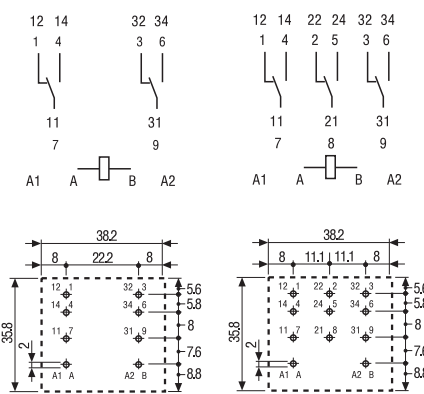 12 14 32 34
1 4 3 6
11 31
7 9
A1 A B A2
12 14 22 24 32 34
1 4 2 5 3 6
11 21 31
7 8 9
A1 A B A2
38.2
8 22.2 8
12 1 32 3
14 4 34 6
11 7 31 9
A1 A A2 B
35.8
2
5.6
5.8
8
7.6
8.8
38.2
8 11.1 11.1 8
12 1 22 2 32 3
14 4 24 5 34 6
11 7 21 8 31 9
A1 A A2 B
35.8
2
5.6
5.8
8
7.6
8.8